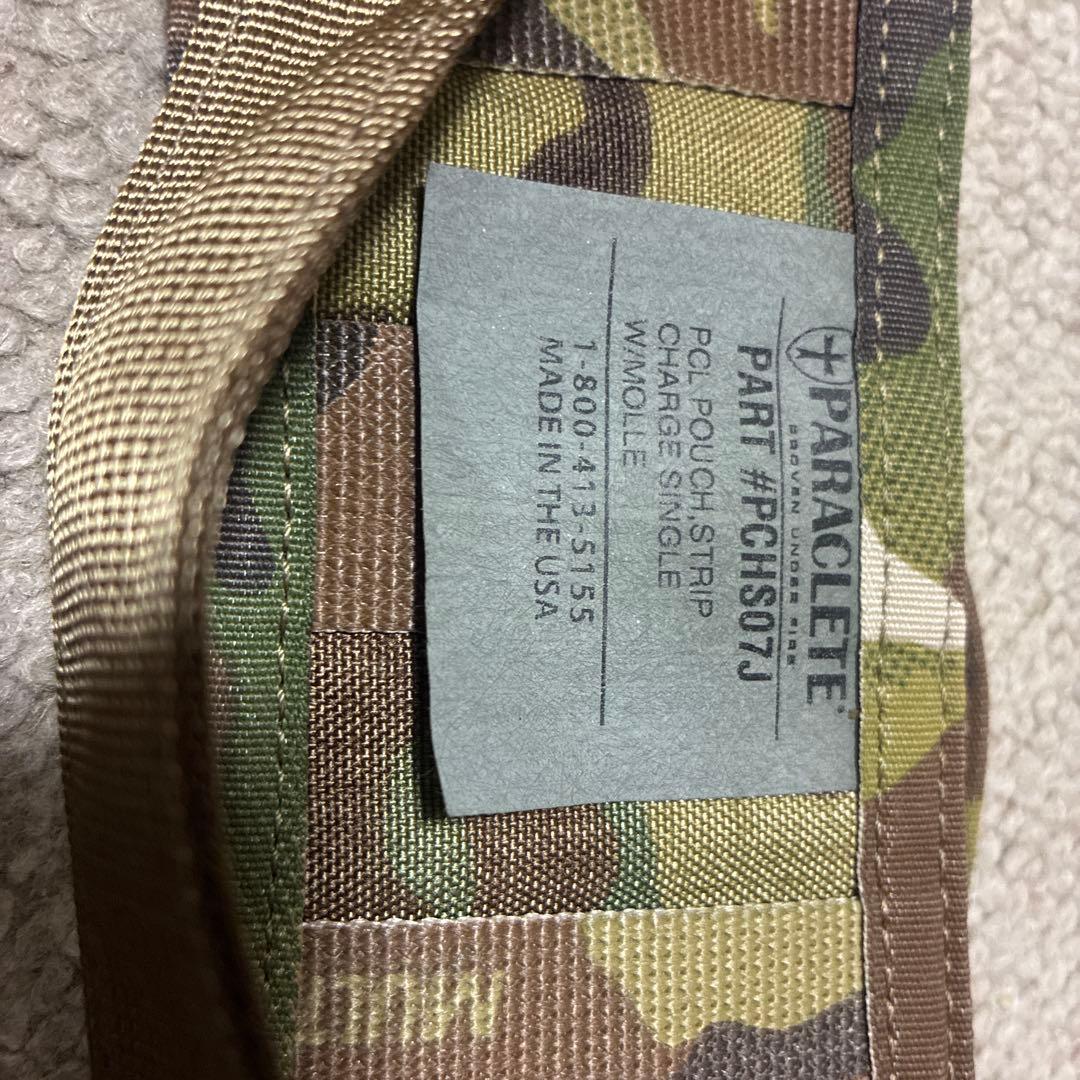 PARACLETE
PROVEN UNDER FIRE
PART #PCHS07J
PCL POUCH,STRIP
CHARGE SINGLE
W/MOLLE
1-800-413-5155
MADE IN THE USA
MULT